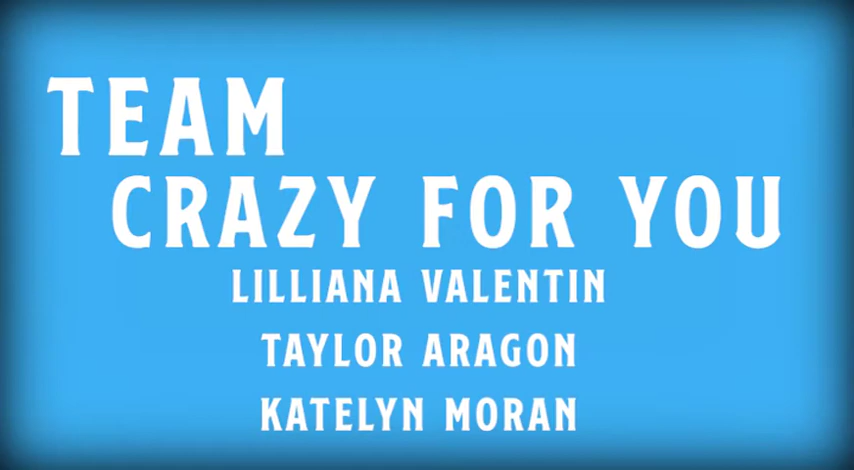 TEAM
CRAZY FOR YOU
LILLIANA VALENTIN
TAYLOR ARAGON
KATELYN MORAN